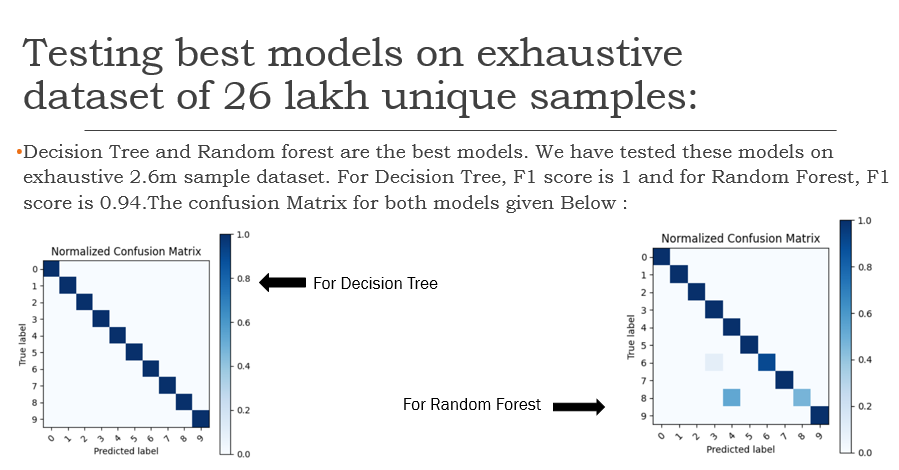 Testing best models on exhaustive
dataset of 26 lakh unique samples:
•Decision Tree and Random forest are the best models. We have tested these models on
exhaustive 2.6m sample dataset. For Decision Tree, F1 score is 1 and for Random Forest, F1
score is 0.94.The confusion Matrix for both models given Below :
Normalized Confusion Matrix
True label
0
1
2
3
4
5
6
7
8
9
0 1 2 3 4 5 6 7 8 9
Predicted label
1.0
0.8
0.6
0.4
0.2
0.0
For Decision Tree
For Random Forest
Normalized Confusion Matrix
True label
0
1
2
3
4
5
6
7
8
9
0 1 2 3 4 5 6 7 8 9
Predicted label
1.0
0.8
0.6
0.4
0.2
0.0